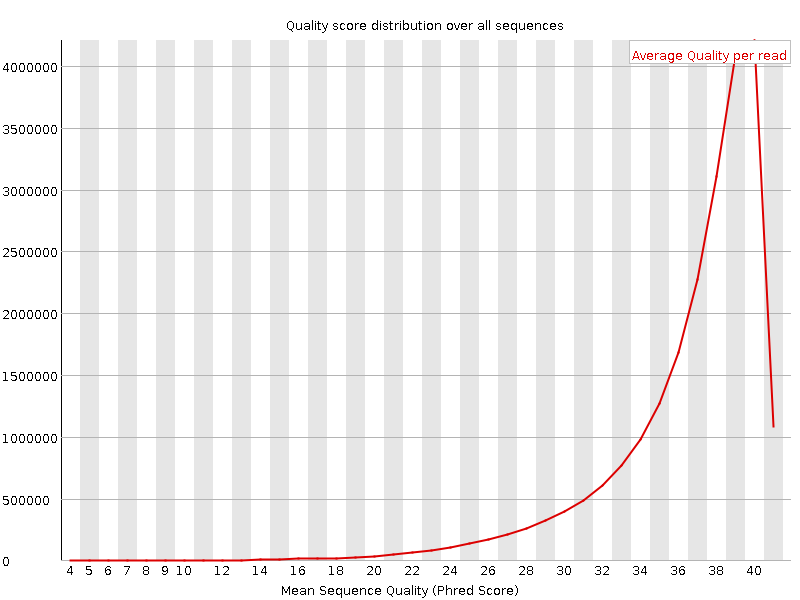 Quality score distribution over all sequences
Average Quality per read
4000000
3500000
3000000
2500000
2000000
1500000
1000000
500000
0
4 5 6 7 8 9 10 12 14 16 18 20 22 24 26 28 30 32 34 36 38 40
Mean Sequence Quality (Phred Score)